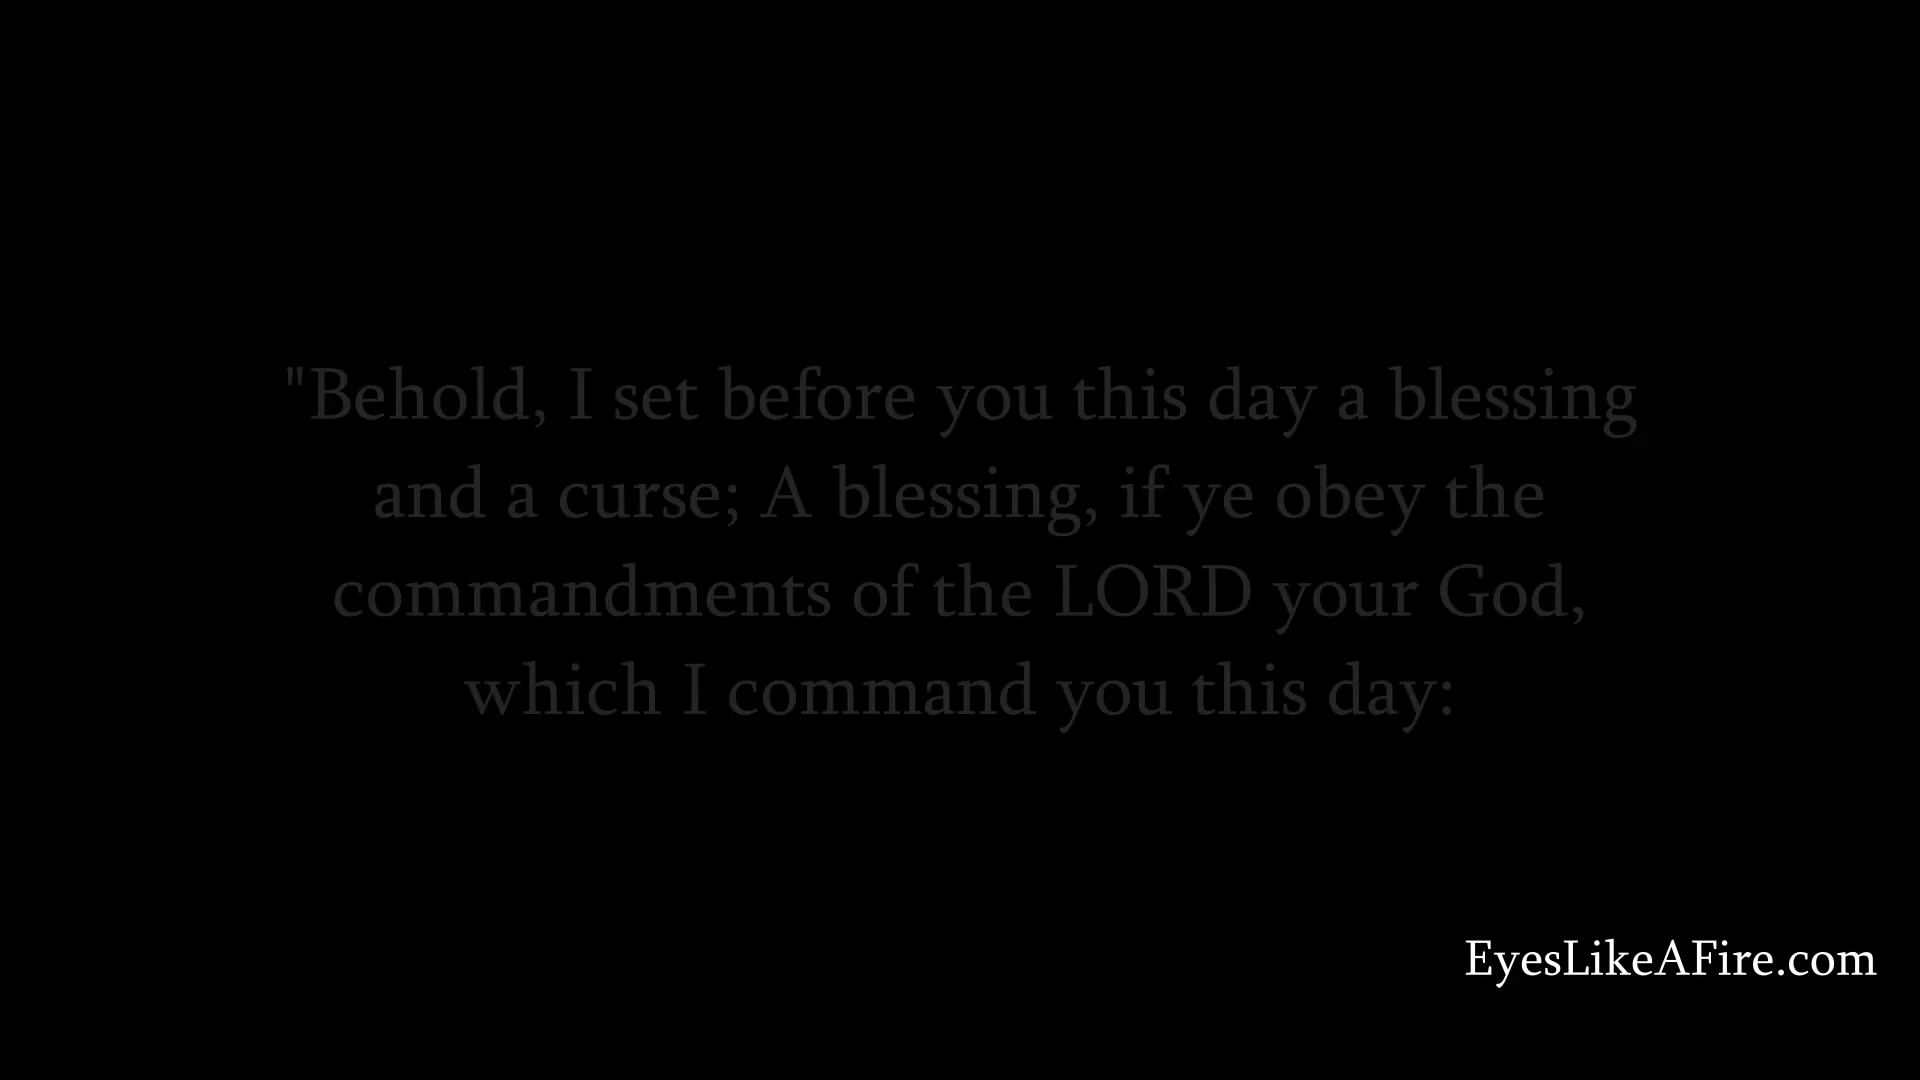 "Behold, I set before you this day a blessing
and a curse; A blessing, if ye obey the
commandments of the LORD your God,
which I command you this day:
EyesLikeAFire.com